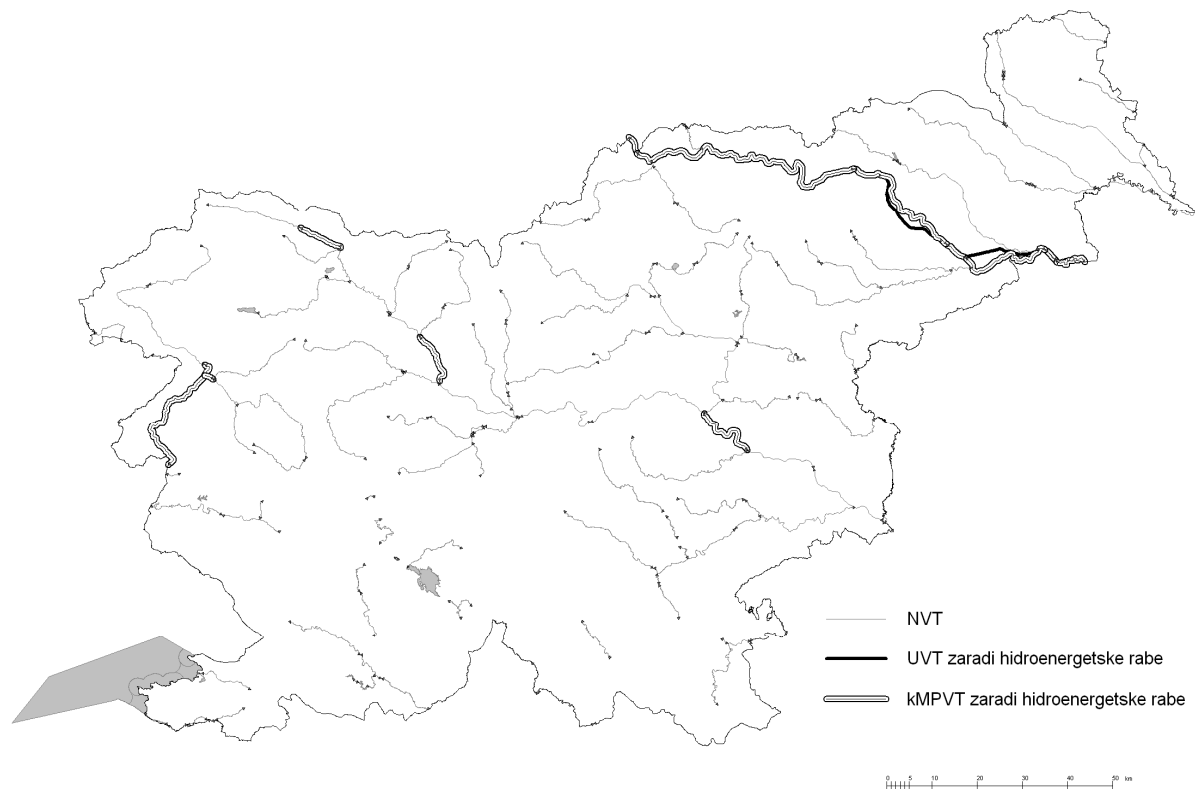 NVT
UVT zaradi hidroenergetske rabe
kMPVT zaradi hidroenergetske rabe
0 5 10 20 30 40 50 km